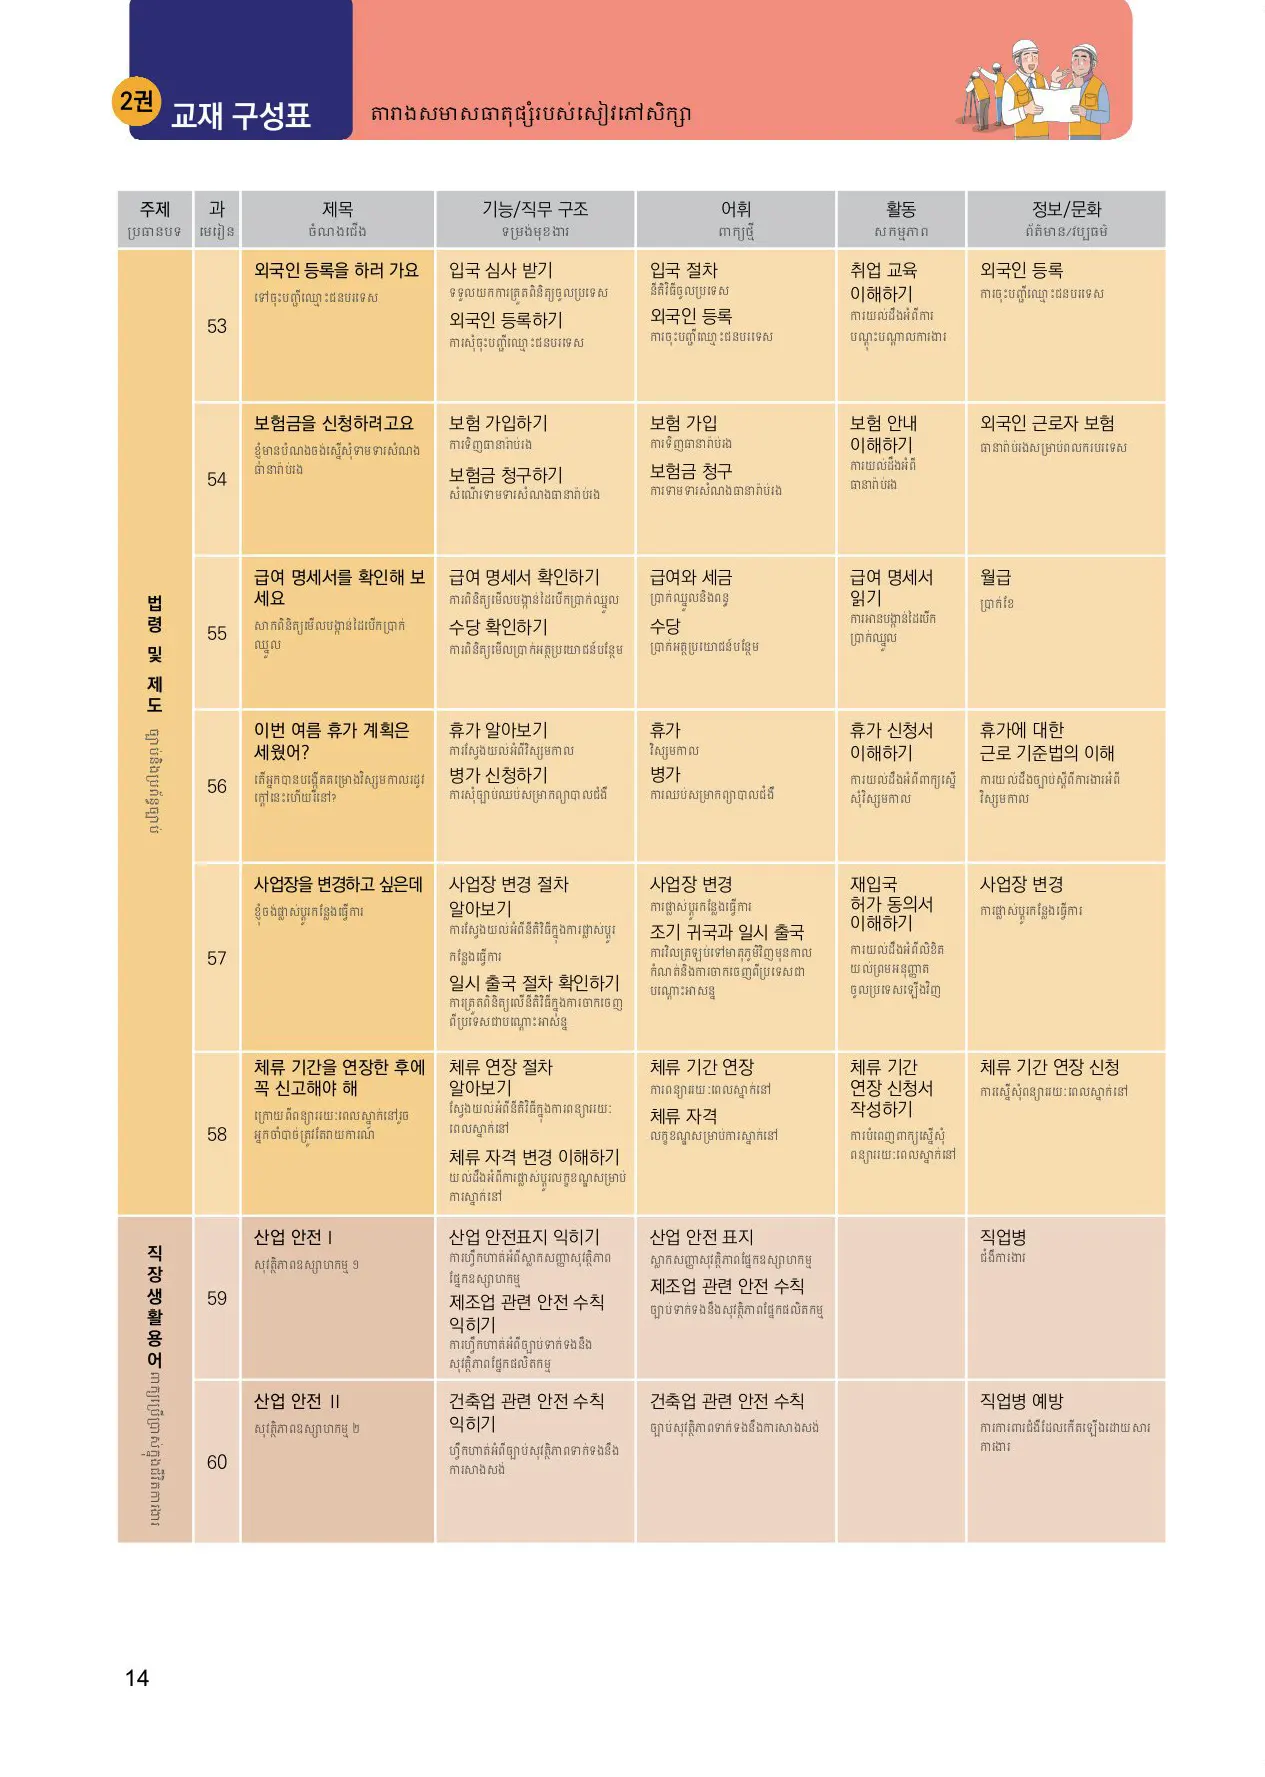 2권
교재 구성표
តារាងសមាសធាតុផ្សំរបស់សៀវភៅសិក្សា
주제
ប្រធានបទ
과
មេរៀន
제목
ចំណងជើង
기능/직무 구조
ទម្រង់មុខងារ
어휘
ពាក្យថ្មី
활동
សកម្មភាព
정보/문화
ព័ត៌មាន/វប្បធម៌
법령 및 제도
ច្បាប់និងប្រព័ន្ធច្បាប់
53
외국인 등록을 하러 가요
ទៅចុះបញ្ជីឈ្មោះជនបរទេស
입국 심사 받기
ទទួលយកការត្រួតពិនិត្យចូលប្រទេស
외국인 등록하기
ការសុំចុះបញ្ជីឈ្មោះជនបរទេស
입국 절차
នីតិវិធីចូលប្រទេស
외국인 등록
ការចុះបញ្ជីឈ្មោះជនបរទេស
취업 교육
이해하기
ការយល់ដឹងអំពីការ
បណ្តុះបណ្តាលការងារ
외국인 등록
ការចុះបញ្ជីឈ្មោះជនបរទេស
54
보험금을 신청하려고요
ខ្ញុំមានបំណងចង់ស្នើសុំទាមទារសំណង
ធានារ៉ាប់រង
보험 가입하기
ការទិញធានារ៉ាប់រង
보험금 청구하기
សំណើរទាមទារសំណងធានារ៉ាប់រង
보험 가입
ការទិញធានារ៉ាប់រង
보험금 청구
ការទាមទារសំណងធានារ៉ាប់រង
보험 안내
이해하기
ការយល់ដឹងអំពី
ធានារ៉ាប់រង
외국인 근로자 보험
ធានារ៉ាប់រងសម្រាប់ពលករបរទេស
55
급여 명세서를 확인해 보
세요
សាកពិនិត្យមើលបង្កាន់ដៃបើកប្រាក់
ឈ្នួល
급여 명세서 확인하기
ការពិនិត្យមើលបង្កាន់ដៃបើកប្រាក់ឈ្នួល
수당 확인하기
ការពិនិត្យមើលប្រាក់អត្ថប្រយោជន៍បន្ថែម
급여와 세금
ប្រាក់ឈ្នួលនិងពន្ធ
수당
ប្រាក់អត្ថប្រយោជន៍បន្ថែម
급여 명세서
읽기
ការអានបង្កាន់ដៃបើក
ប្រាក់ឈ្នួល
월급
ប្រាក់ខែ
56
이번 여름 휴가 계획은
세웠어?
តើអ្នកបានបង្កើតគម្រោងវិស្សមកាលរដូវ
ក្តៅនេះហើយឺនៅ?
휴가 알아보기
ការស្វែងយល់អំពីវិស្សមកាល
병가 신청하기
ការសុំច្បាប់ឈប់សម្រាកព្យាបាលជំងឺ
휴가
វិស្សមកាល
병가
ការឈប់សម្រាកព្យាបាលជំងឺ
휴가 신청서
이해하기
ការយល់ដឹងអំពីពាក្យស្នើ
សុំវិស្សមកាល
휴가에 대한
근로 기준법의 이해
ការយល់ដឹងច្បាប់ស្តីពីការងារអំពី
វិស្សមកាល
57
사업장을 변경하고 싶은데
ខ្ញុំចង់ផ្លាស់ប្តូរកន្លែងធ្វើការ
사업장 변경 절차
알아보기
ការស្វែងយល់អំពីនីតិវិធីក្នុងការផ្លាស់ប្តូរ
កន្លែងធ្វើការ
일시 출국 절차 확인하기
ការត្រួតពិនិត្យលើនីតិវិធីក្នុងការចាកចេញ
ពីប្រទេសជាបណ្តោះអាសន្ន
사업장 변경
ការផ្លាស់ប្តូរកន្លែងធ្វើការ
조기 귀국과 일시 출국
ការវិលត្រឡប់ទៅមាតុភូមិវិញមុនកាល
កំណត់និងការចាកចេញពីប្រទេសជា
បណ្តោះអាសន្ន
재입국
허가 동의서
이해하기
ការយល់ដឹងអំពីលិខិត
យល់ព្រមអនុញ្ញាត
ចូលប្រទេសឡើងវិញ
사업장 변경
ការផ្លាស់ប្តូរកន្លែងធ្វើការ
58
체류 기간을 연장한 후에
꼭 신고해야 해
ក្រោយពីពន្យាររយៈពេលស្នាក់នៅរួច
អ្នកចាំបាច់ត្រូវតែរាយការណ៍
체류 연장 절차
알아보기
ស្វែងយល់អំពីនីតិវិធីក្នុងការពន្យាររយៈ
ពេលស្នាក់នៅ
체류 자격 변경 이해하기
យល់ដឹងអំពីការផ្លាស់ប្តូរលក្ខខណ្ឌសម្រាប់
ការស្នាក់នៅ
체류 기간 연장
ការពន្យាររយៈពេលស្នាក់នៅ
체류 자격
លក្ខខណ្ឌសម្រាប់ការស្នាក់នៅ
체류 기간
연장 신청서
작성하기
ការបំពេញពាក្យស្នើសុំ
ពន្យាររយៈពេលស្នាក់នៅ
체류 기간 연장 신청
ការស្នើសុំពន្យាររយៈពេលស្នាក់នៅ
직장생활용어
ពាក្យប្រើប្រាស់ក្នុងជីវិតការងារ
59
산업 안전 Ⅰ
សុវត្ថិភាពឧស្សាហកម្ម ១
산업 안전표지 익히기
ការហ្វឹកហាត់អំពីស្លាកសញ្ញាសុវត្ថិភាព
ផ្នែកឧស្សាហកម្ម
제조업 관련 안전 수칙
익히기
ការហ្វឹកហាត់អំពីច្បាប់ទាក់ទងនឹង
សុវត្ថិភាពផ្នែកផលិតកម្ម
산업 안전 표지
ស្លាកសញ្ញាសុវត្ថិភាពផ្នែកឧស្សាហកម្ម
제조업 관련 안전 수칙
ច្បាប់ទាក់ទងនឹងសុវត្ថិភាពផ្នែកផលិតកម្ម
직업병
ជំងឺការងារ
60
산업 안전 Ⅱ
សុវត្ថិភាពឧស្សាហកម្ម ២
건축업 관련 안전 수칙
익히기
ហ្វឹកហាត់អំពីច្បាប់សុវត្ថិភាពទាក់ទងនឹង
ការសាងសង់
건축업 관련 안전 수칙
ច្បាប់សុវត្ថិភាពទាក់ទងនឹងការសាងសង់
직업병 예방
ការការពារជំងឺដែលកើតឡើងដោយសារ
ការងារ
14